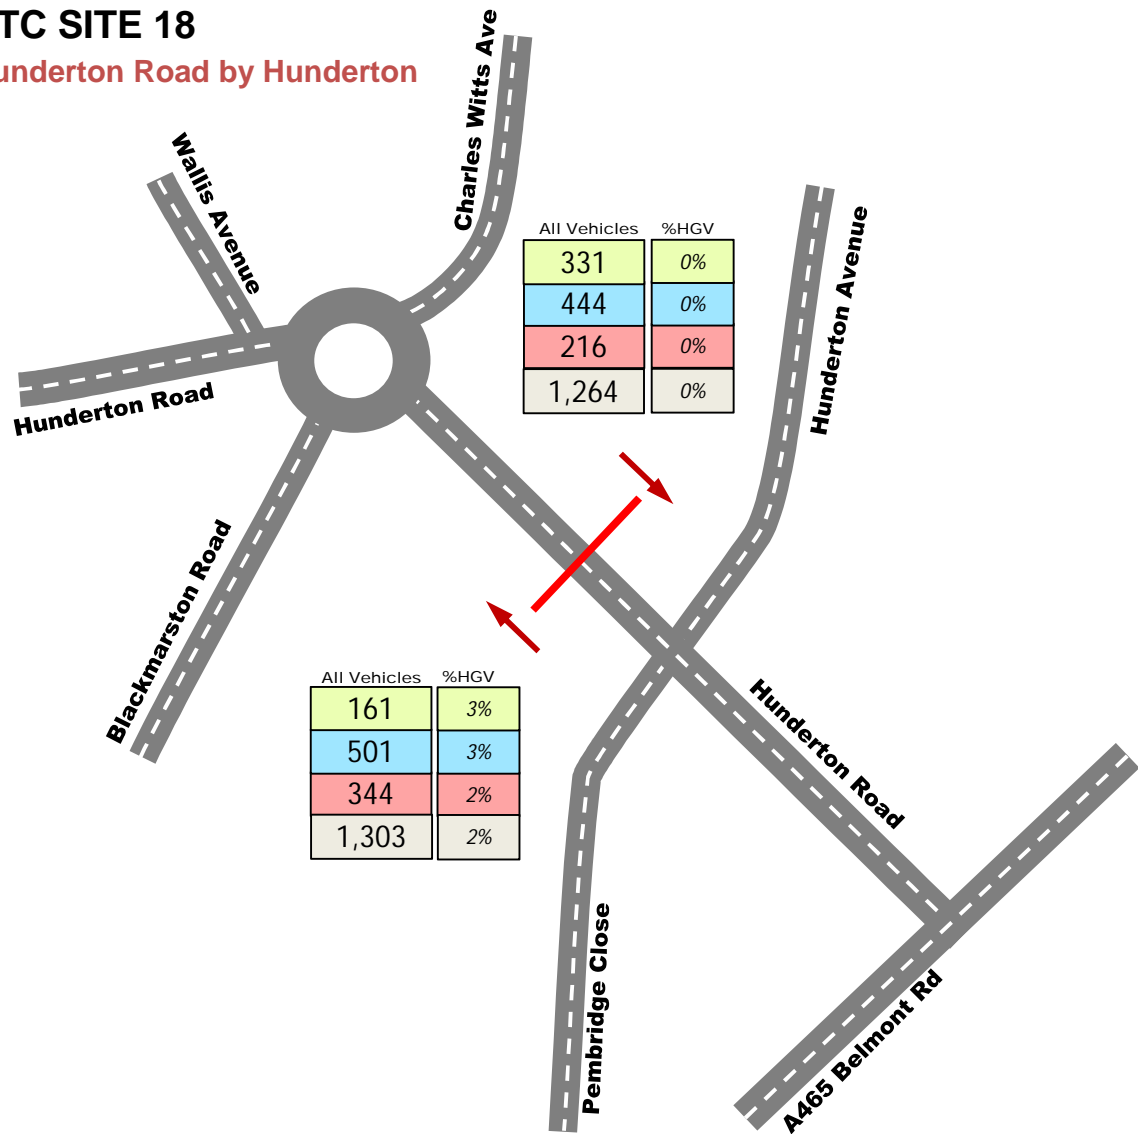 TC SITE 18
underton Road by Hunderton
Charles Witts Ave
Wallis Avenue
Hunderton Avenue
All Vehicles %HGV
331 0%
444 0%
216 0%
1,264 0%
Hunderton Road
Blackmarston Road
All Vehicles %HGV
161 3%
501 3%
344 2%
1,303 2%
Hunderton Road
Pembridge Close
A465 Belmont Rd